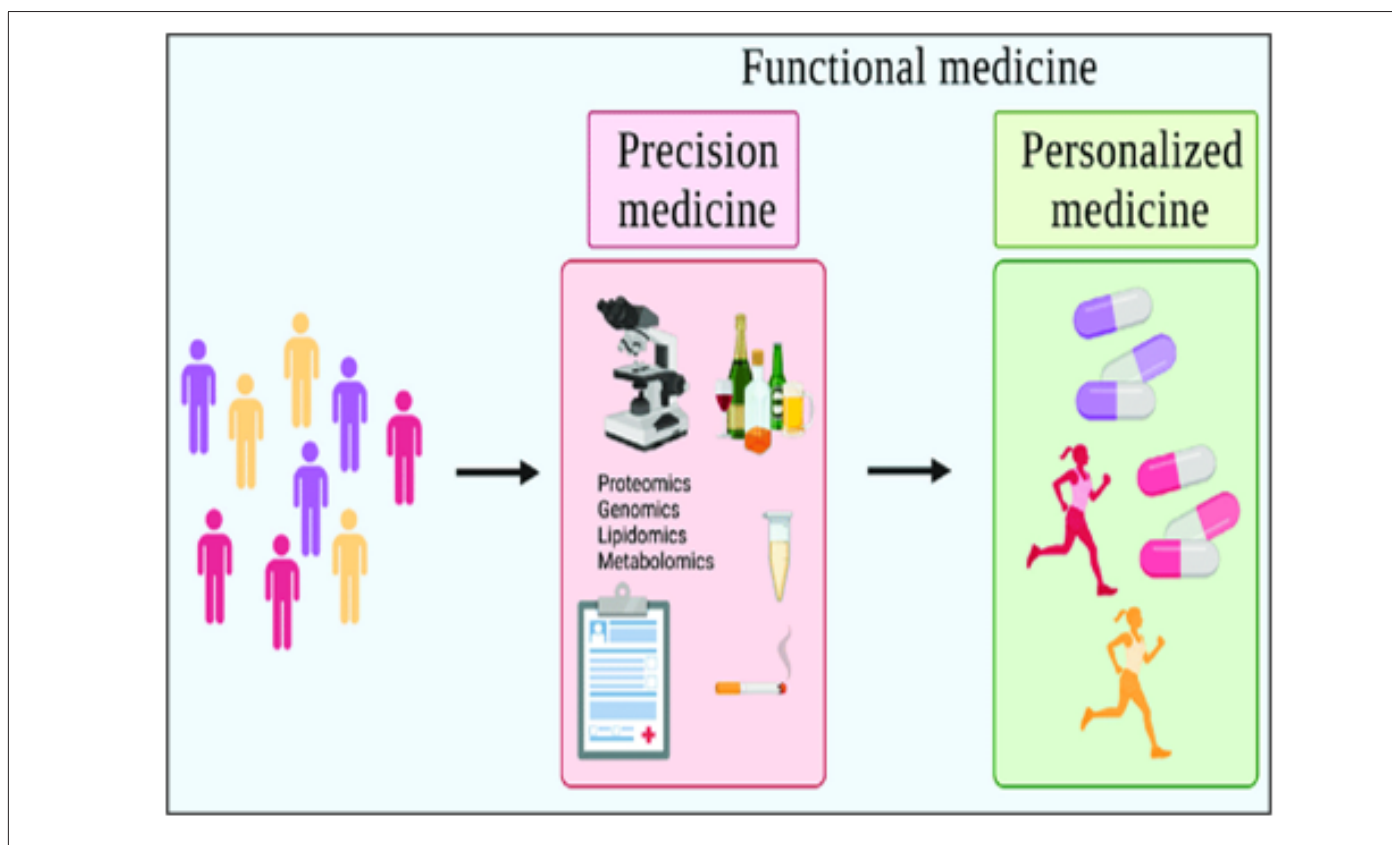 Functional medicine
Precision
medicine
Personalized
medicine
Proteomics
Genomics
Lipidomics
Metabolomics